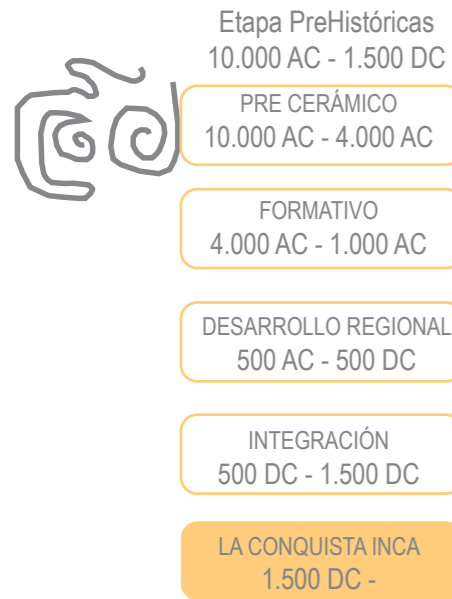 Etapa PreHistóricas
10.000 AC - 1.500 DC
PRE CERÁMICO
10.000 AC - 4.000 AC
FORMATIVO
4.000 AC - 1.000 AC
DESARROLLO REGIONAL
500 AC - 500 DC
INTEGRACIÓN
500 DC - 1.500 DC
LA CONQUISTA INCA
1.500 DC -